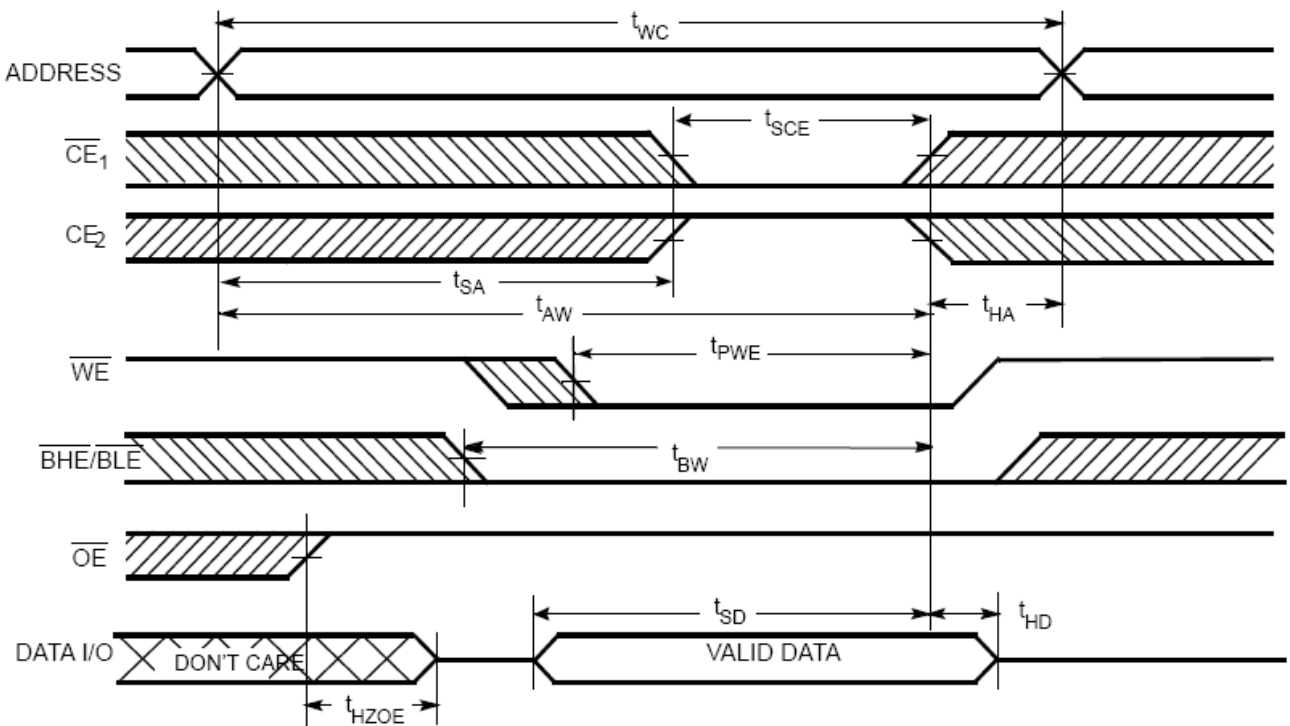 tWC
ADDRESS
tSCE
CE1
CE2
tSA
tAW
tHA
tPWE
WE
BHE/BLE
tBW
OE
tSD
tHD
DATA I/O
DON'T CARE
VALID DATA
tHZOE